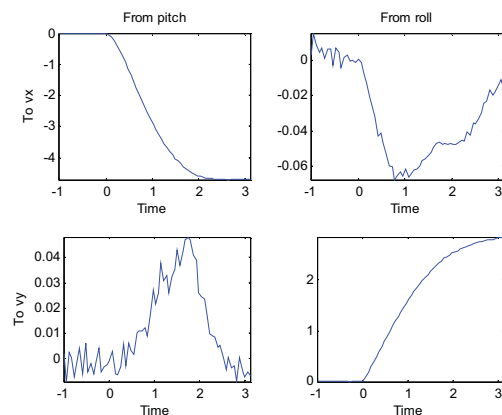 From pitch
From roll
To vx
0
-1
-2
-3
-4
-1 0 1 2 3
Time
0
-0.02
-0.04
-0.06
-1 0 1 2 3
Time
To vy
0.04
0.03
0.02
0.01
0
-1 0 1 2 3
Time
2
1
0
-1 0 1 2 3
Time